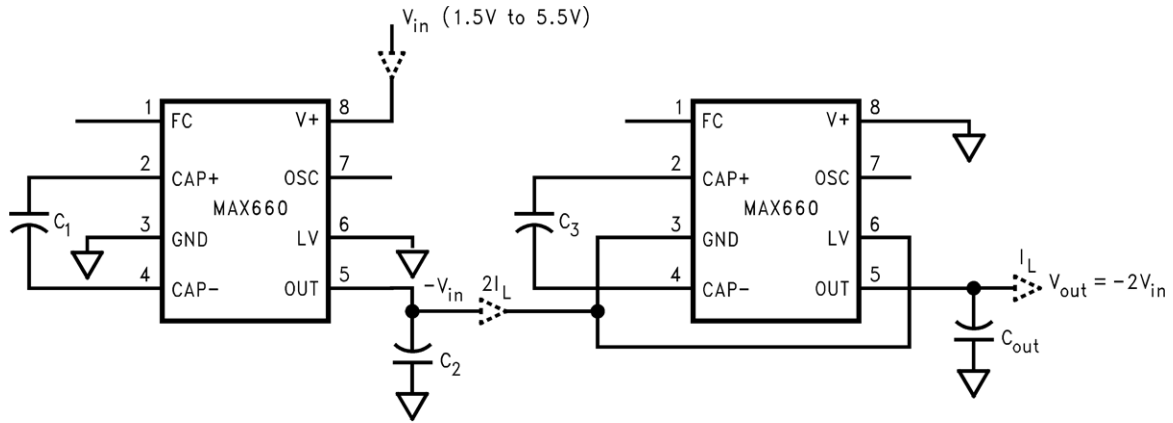 V_in (1.5V to 5.5V)
1
FC
V+
8
2
CAP+
OSC
7
MAX660
C_1
3
GND
LV
6
4
CAP-
OUT
5
-V_in
2I_L
C_2
1
FC
V+
8
2
CAP+
OSC
7
MAX660
C_3
3
GND
LV
6
4
CAP-
OUT
5
I_L
V_out = -2V_in
C_out